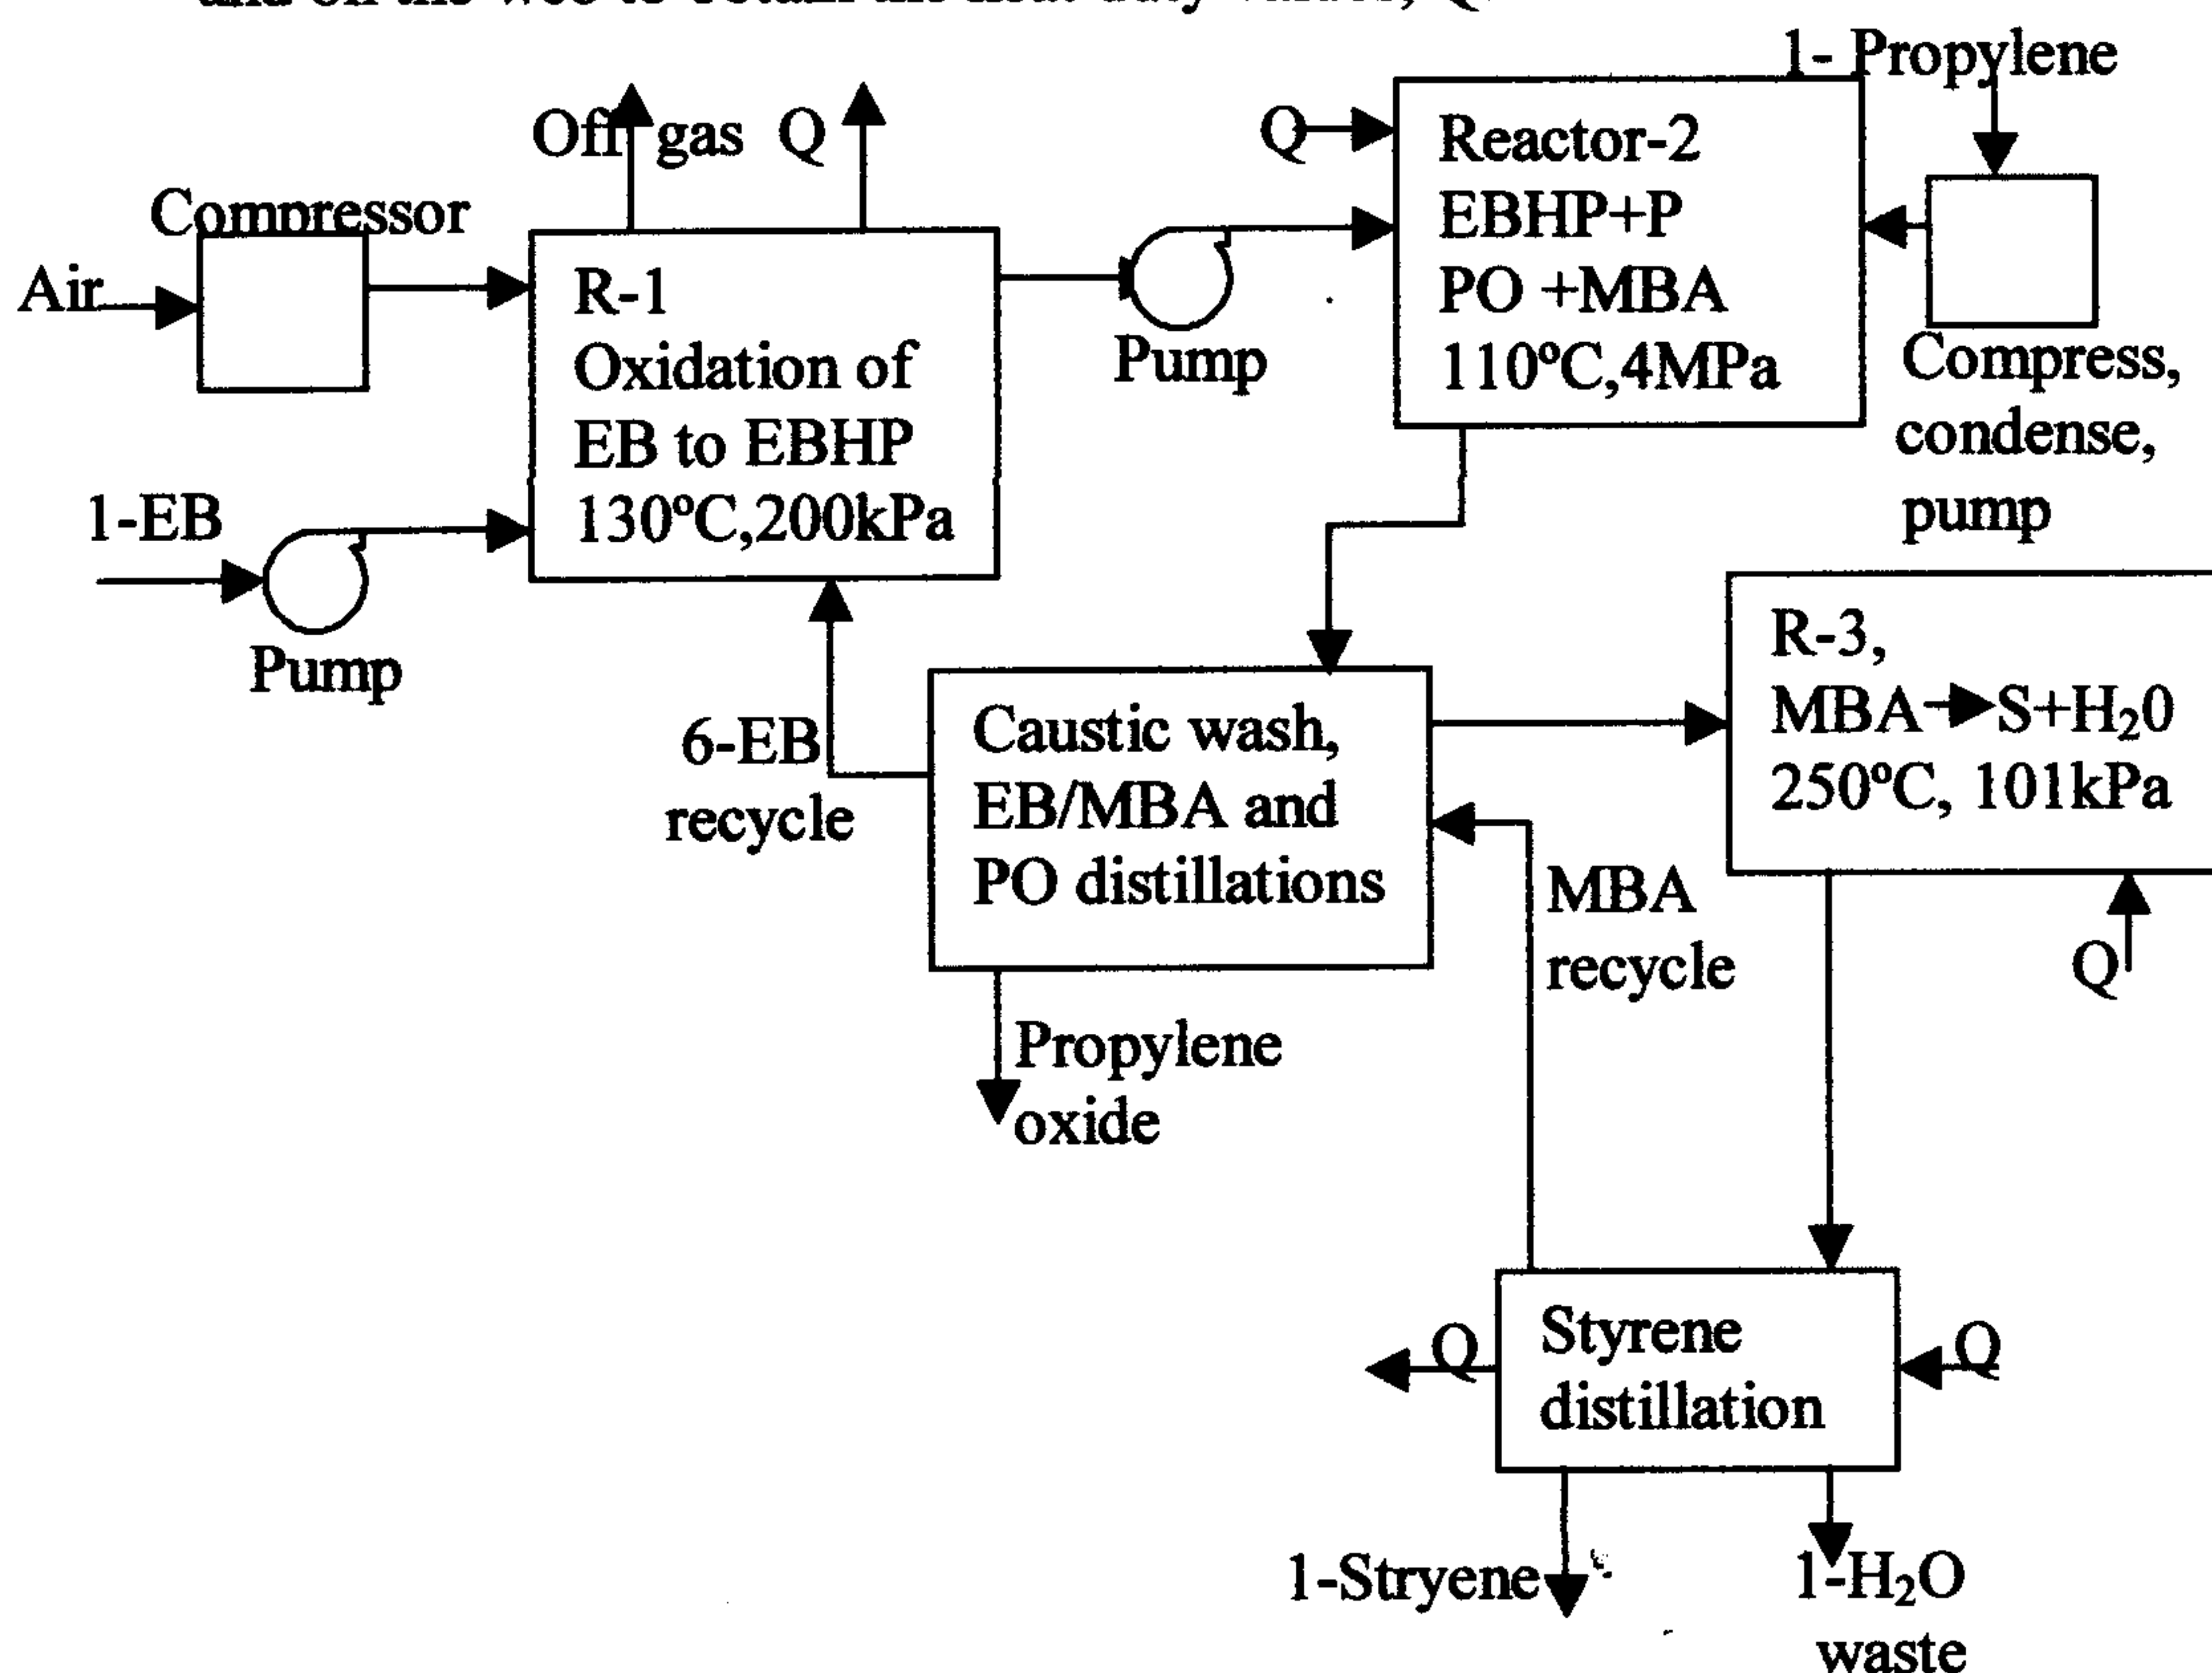 1- Propylene
Off gas Q
Q
Reactor-2
EBHP+P
PO +MBA
110ºC,4MPa
Compressor
Air
R-1
Oxidation of
EB to EBHP
130ºC,200kPa
Pump
Compress,
condense,
pump
1-EB
Pump
R-3,
MBA→S+H₂0
250ºC, 101kPa
6-EB
recycle
Caustic wash,
EB/MBA and
PO distillations
MBA
recycle
Q
Propylene
oxide
Q
Styrene
distillation
Q
1-Stryene
1-H₂O
waste